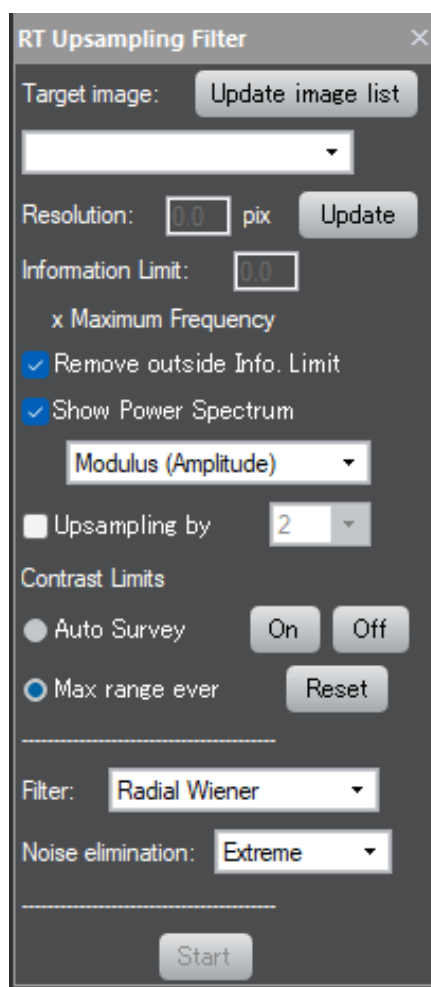 RT Upsampling Filter ×
Target image: Update image list
Resolution: 0.0 pix Update
Information Limit: 0.0
x Maximum Frequency
Remove outside Info. Limit
Show Power Spectrum
Modulus (Amplitude)
Upsampling by 2
Contrast Limits
Auto Survey On Off
Max range ever Reset
Filter: Radial Wiener
Noise elimination: Extreme
Start